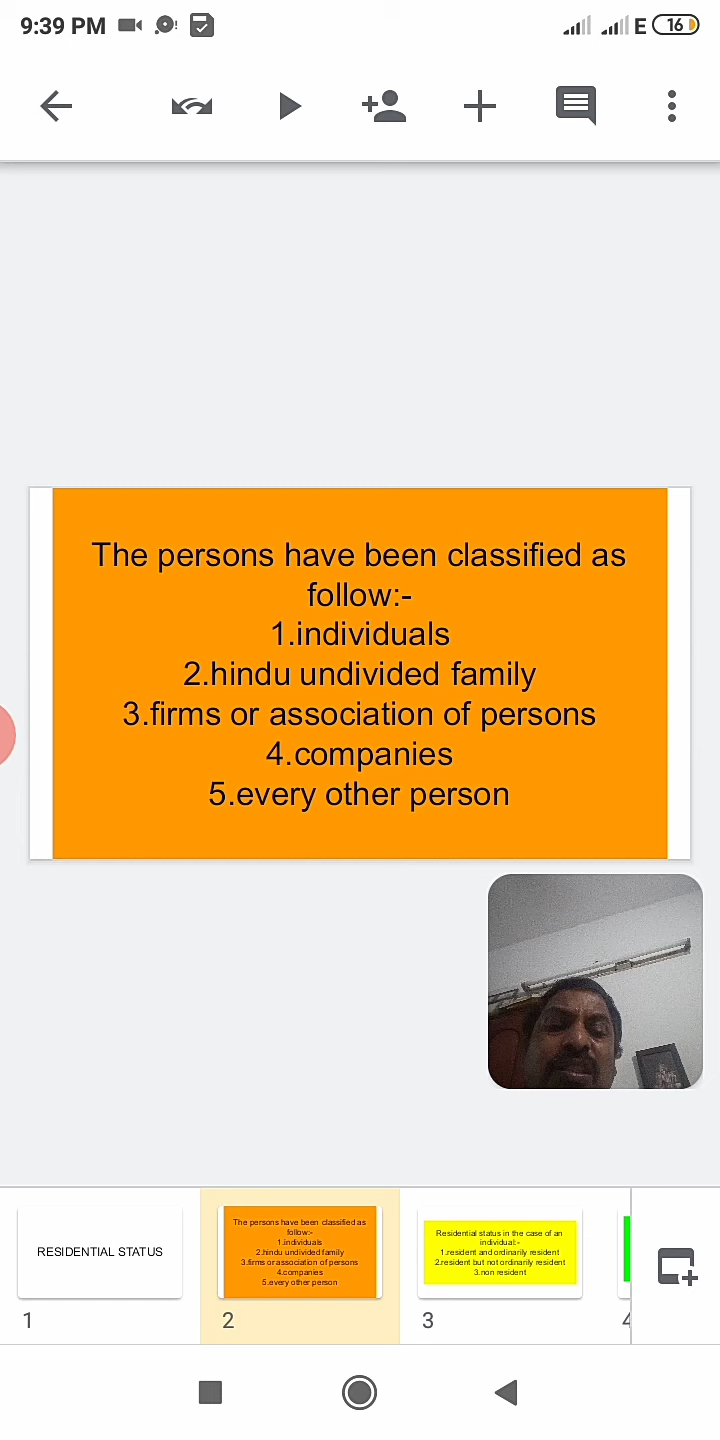 9:39 PM
E 16
The persons have been classified as
follow:-
1.individuals
2.hindu undivided family
3.firms or association of persons
4.companies
5.every other person
RESIDENTIAL STATUS
1
The persons have been classified as
follow:-
1.individuals
2.hindu undivided family
3.firms or association of persons
4.companies
5.every other person
2
Residential status in the case of an
individual:-
1.resident and ordinarily resident
2.resident but not ordinarily resident
3.non resident
3
4